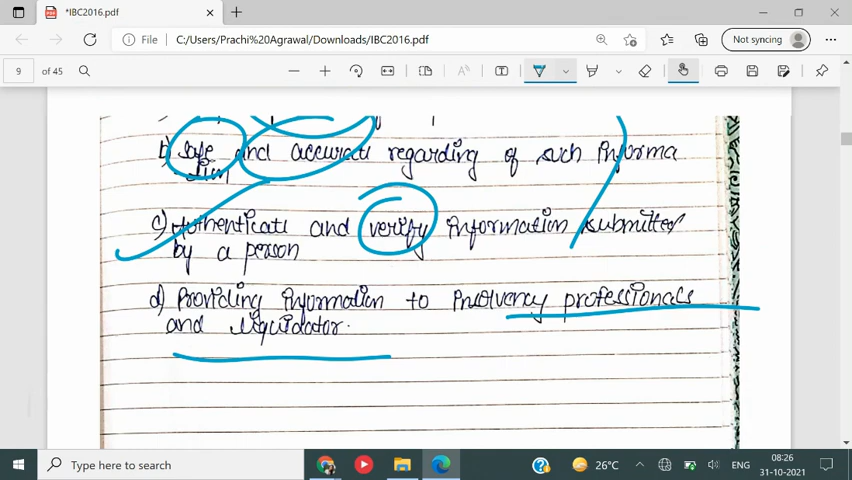 *IBC2016.pdf
File C:/Users/Prachi%20Agrawal/Downloads/IBC2016.pdf Not syncing
9 of 45
b) Safe and accurate regarding of such informa
-tion
c) Authenticate and verify information submitted
by a person
d) Providing information to insolvency professionals
and liquidator.
Type here to search 26°C ENG 08:26
31-10-2021